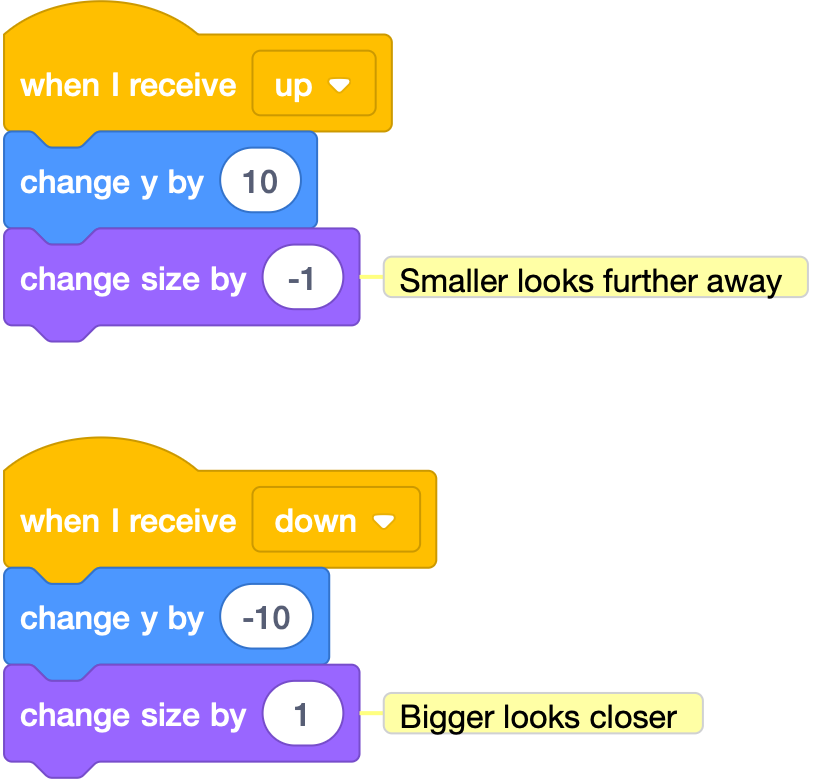 when I receive up
change y by 10
change size by -1 Smaller looks further away
when I receive down
change y by -10
change size by 1 Bigger looks closer